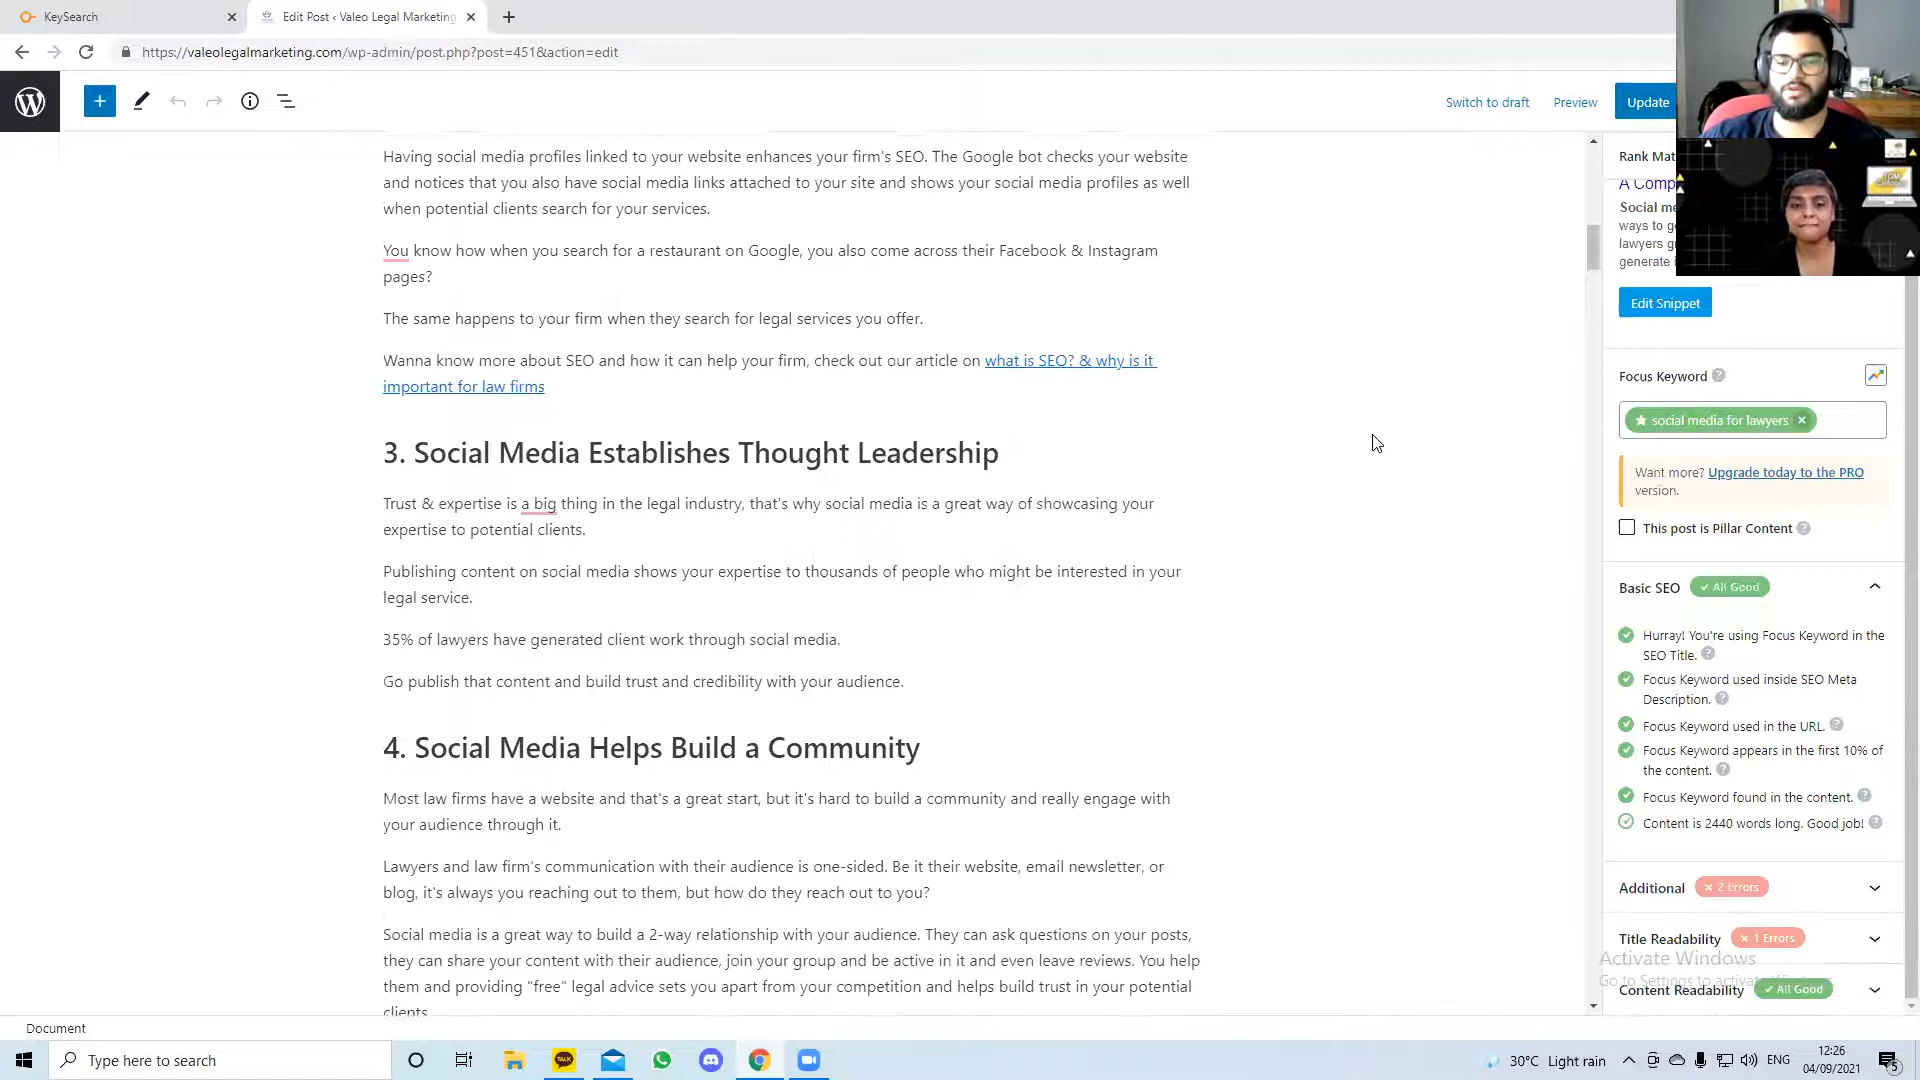 KeySearch
Edit Post ‹ Valeo Legal Marketing
https://valeolegalmarketing.com/wp-admin/post.php?post=451&action=edit
Switch to draft
Preview
Update
Having social media profiles linked to your website enhances your firm's SEO. The Google bot checks your website
and notices that you also have social media links attached to your site and shows your social media profiles as well
when potential clients search for your services.
You know how when you search for a restaurant on Google, you also come across their Facebook & Instagram
pages?
The same happens to your firm when they search for legal services you offer.
Wanna know more about SEO and how it can help your firm, check out our article on what is SEO? & why is it
important for law firms
3. Social Media Establishes Thought Leadership
Trust & expertise is a big thing in the legal industry, that's why social media is a great way of showcasing your
expertise to potential clients.
Publishing content on social media shows your expertise to thousands of people who might be interested in your
legal service.
35% of lawyers have generated client work through social media.
Go publish that content and build trust and credibility with your audience.
4. Social Media Helps Build a Community
Most law firms have a website and that's a great start, but it's hard to build a community and really engage with
your audience through it.
Lawyers and law firm's communication with their audience is one-sided. Be it their website, email newsletter, or
blog, it's always you reaching out to them, but how do they reach out to you?
Social media is a great way to build a 2-way relationship with your audience. They can ask questions on your posts,
they can share your content with their audience, join your group and be active in it and even leave reviews. You help
them and providing "free" legal advice sets you apart from your competition and helps build trust in your potential
clients
Rank Mat
A Comp
Social me
ways to g
lawyers g
generate i
Edit Snippet
Focus Keyword
social media for lawyers
Want more? Upgrade today to the PRO
version.
This post is Pillar Content
Basic SEO All Good
Hurray! You're using Focus Keyword in the
SEO Title.
Focus Keyword used inside SEO Meta
Description.
Focus Keyword used in the URL.
Focus Keyword appears in the first 10% of
the content.
Focus Keyword found in the content.
Content is 2440 words long. Good job!
Additional × 2 Errors
Title Readability × 1 Errors
Activate Windows
Go to Settings to activate
Content Readability All Good
Document
Type here to search
TALK
30°C Light rain
ENG
12:26
04/09/2021
5